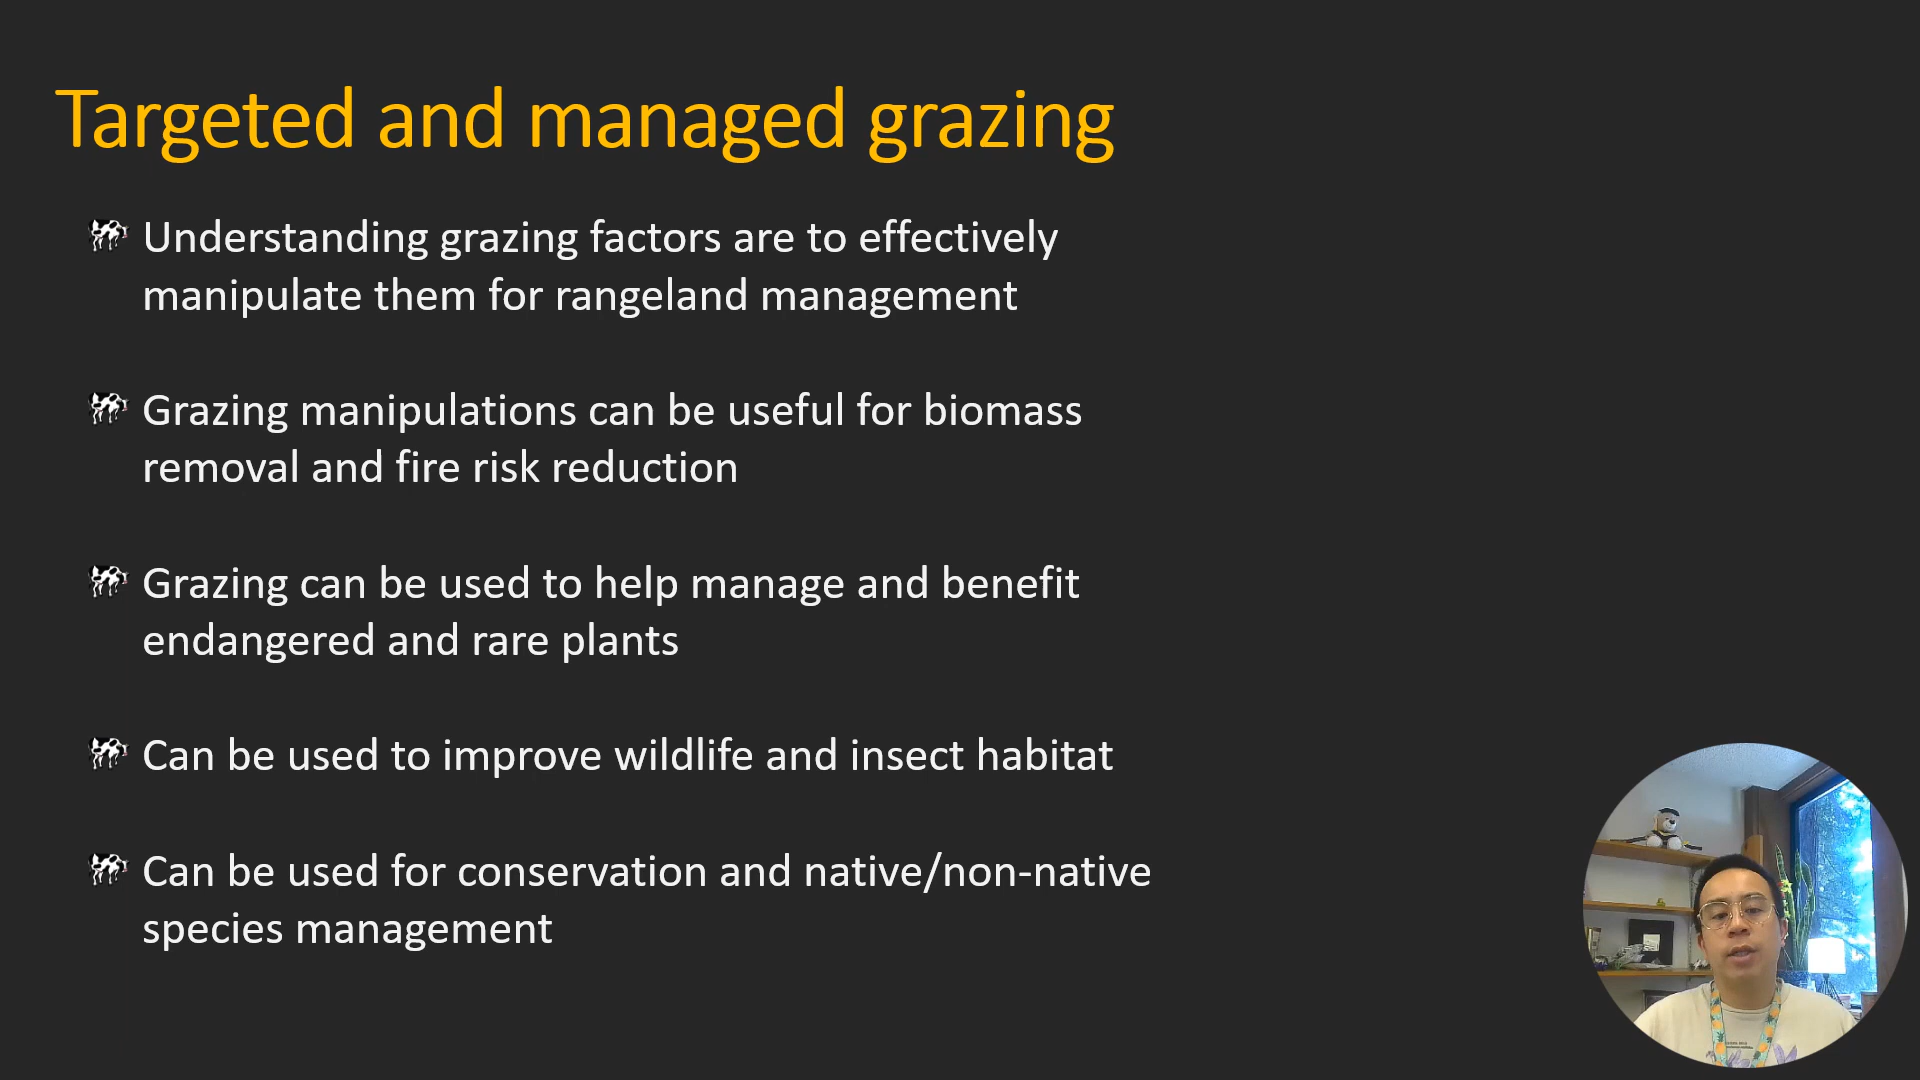 Targeted and managed grazing
Understanding grazing factors are to effectively
manipulate them for rangeland management
Grazing manipulations can be useful for biomass
removal and fire risk reduction
Grazing can be used to help manage and benefit
endangered and rare plants
Can be used to improve wildlife and insect habitat
Can be used for conservation and native/non-native
species management